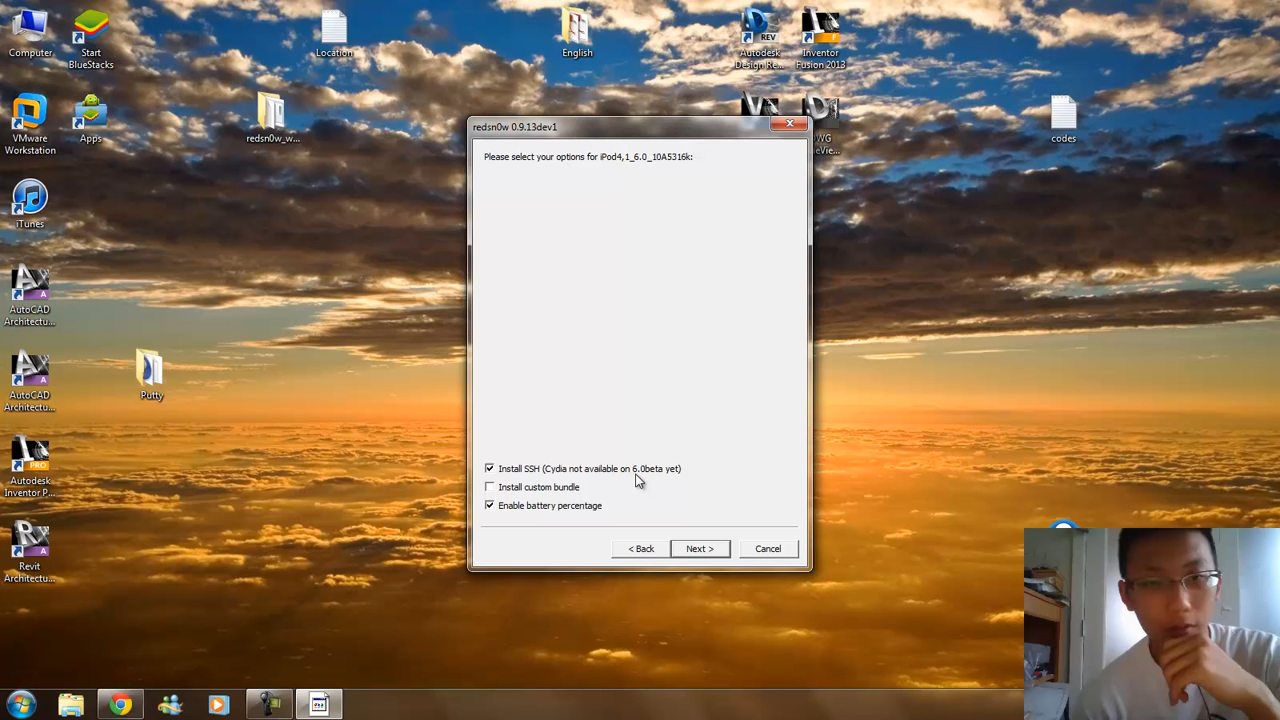 Computer
Start
BlueStacks
Location
English
Autodesk
Design Re...
Inventor
Fusion 2013
VMware
Workstation
Apps
redsn0w_w...
codes
iTunes
AutoCAD
Architectu...
Putty
AutoCAD
Architectu...
Autodesk
Inventor P...
Revit
Architectu...
redsn0w 0.9.13dev1
Please select your options for iPod4,1_6.0_10A5316k:
Install SSH (Cydia not available on 6.0beta yet)
Install custom bundle
Enable battery percentage
< Back
Next >
Cancel